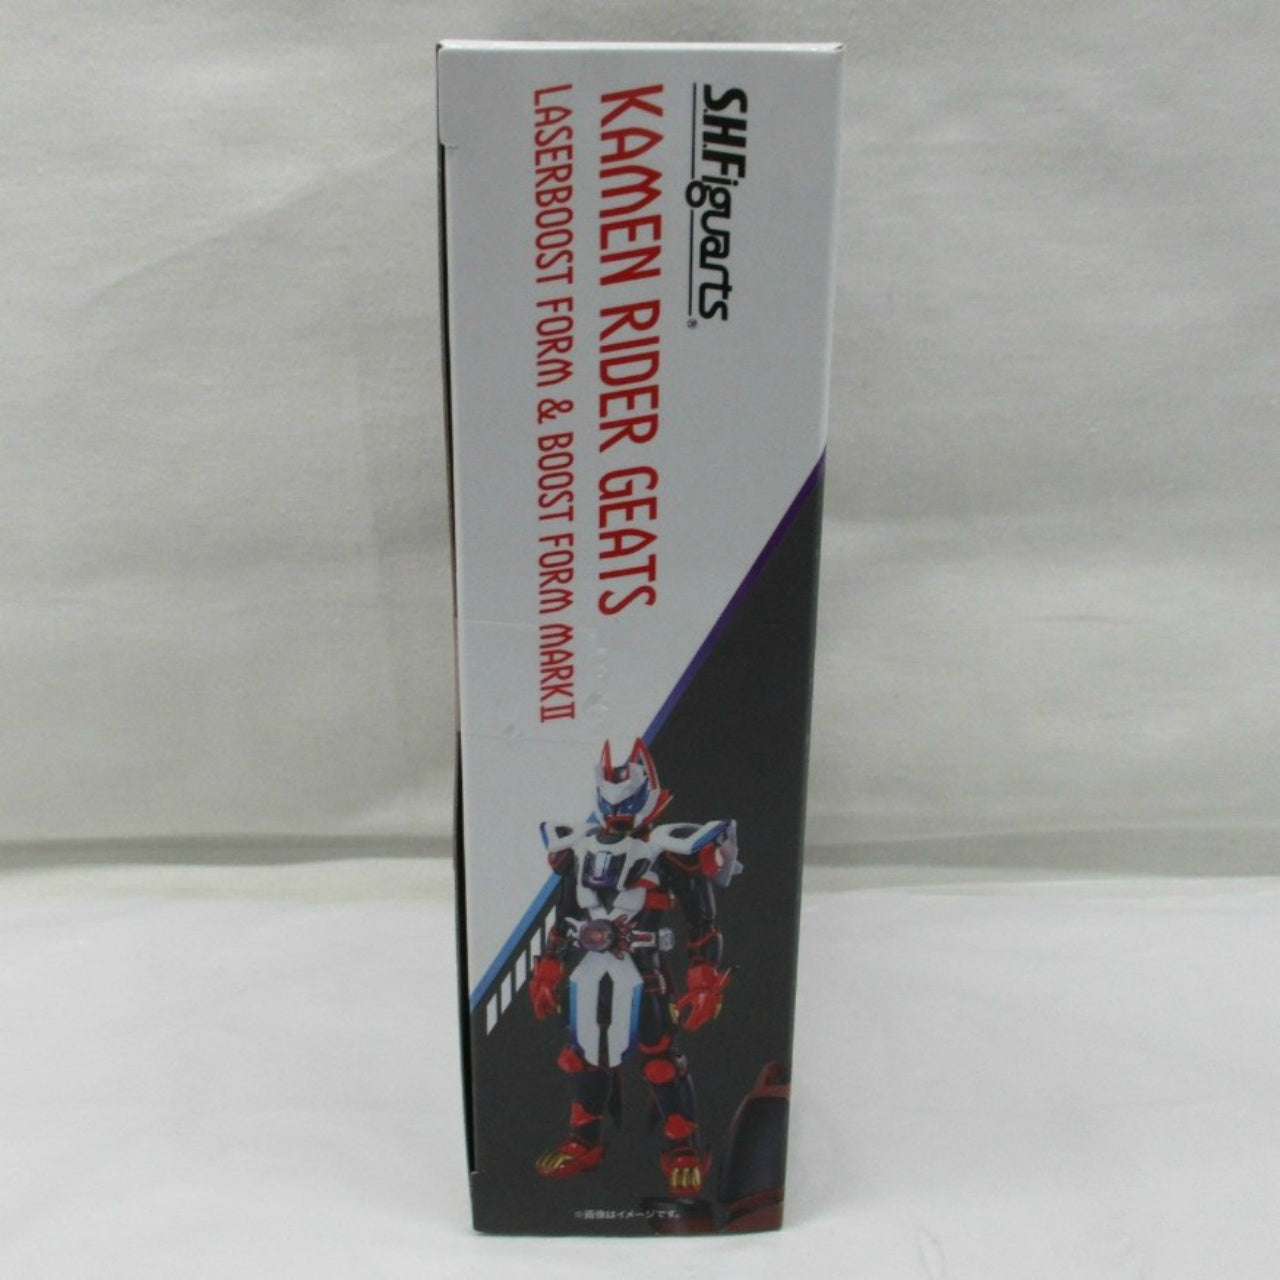 S.H.Figuarts®
KAMEN RIDER GEATS
LASERBOOST FORM & BOOST FORM MARKⅡ
※画像はイメージです。